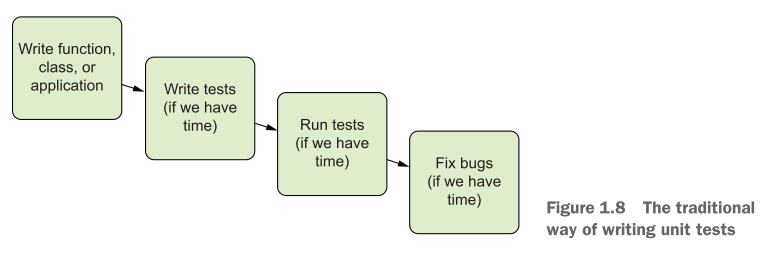 Write function,
class, or
application
Write tests
(if we have
time)
Run tests
(if we have
time)
Fix bugs
(if we have
time)
Figure 1.8 The traditional
way of writing unit tests